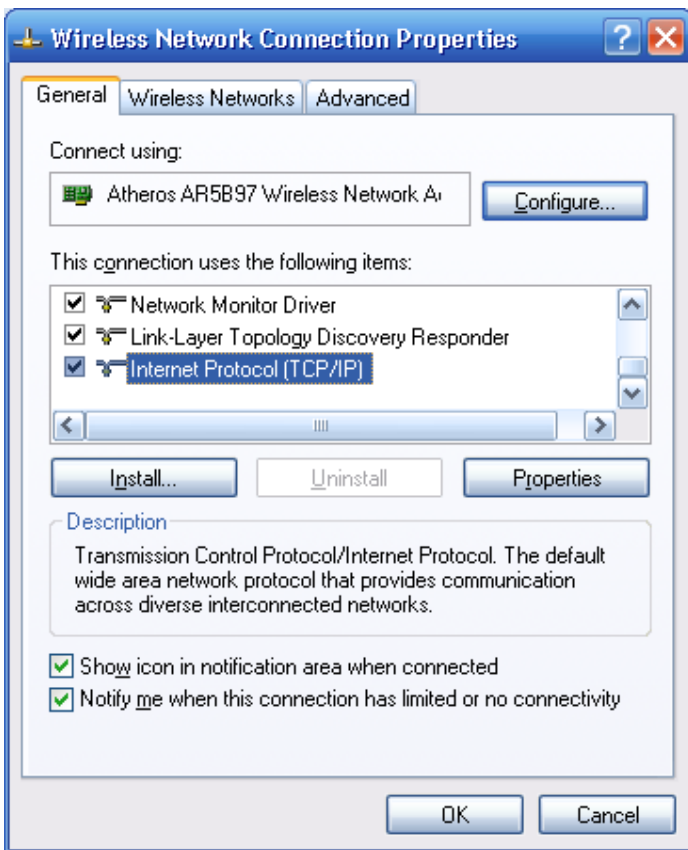 Wireless Network Connection Properties
General Wireless Networks Advanced
Connect using:
Atheros AR5B97 Wireless Network
Configure...
This connection uses the following items:
Network Monitor Driver
Link-Layer Topology Discovery Responder
Internet Protocol (TCP/IP)
Install... Uninstall Properties
Description
Transmission Control Protocol/Internet Protocol. The default
wide area network protocol that provides communication
across diverse interconnected networks.
Show icon in notification area when connected
Notify me when this connection has limited or no connectivity
OK Cancel